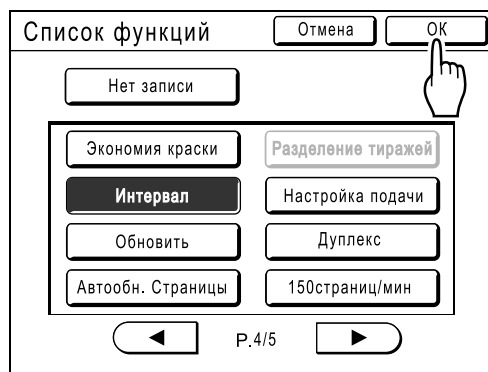 Список функций Отмена ОК
Нет записи
Экономия краски Разделение тиражей
Интервал Настройка подачи
Обновить Дуплекс
Автообн. Страницы 150страниц/мин
P.4/5